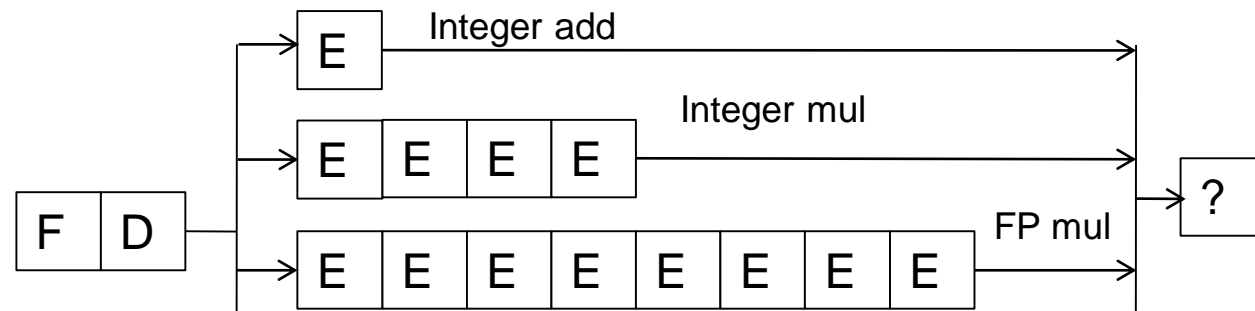 E Integer add
E E E E Integer mul
F D ?
E E E E E E E E FP mul